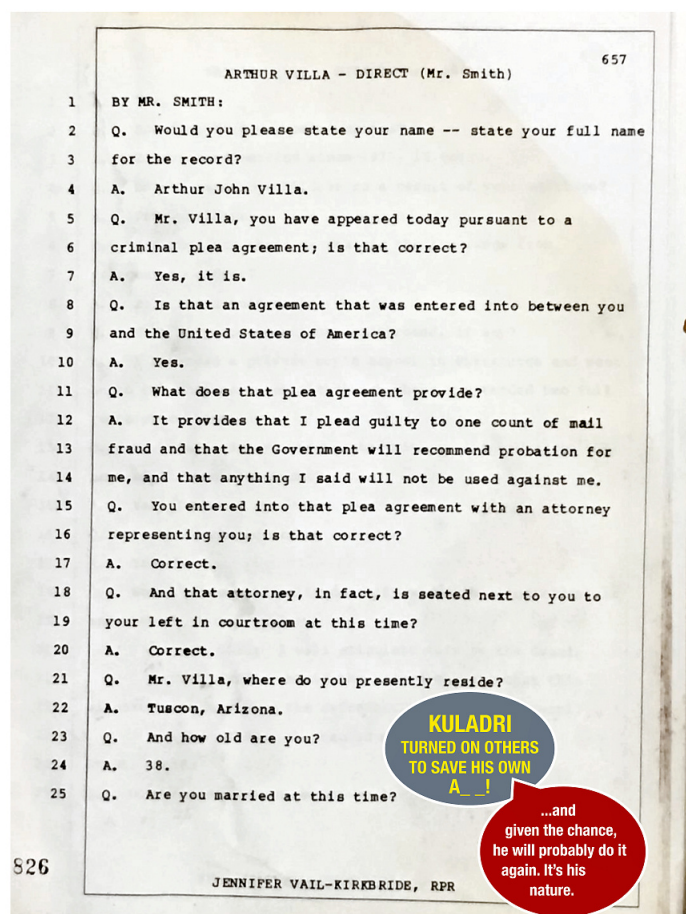 657
ARTHUR VILLA - DIRECT (Mr. Smith)
1 BY MR. SMITH:
2 Q. Would you please state your name -- state your full name
3 for the record?
4 A. Arthur John Villa.
5 Q. Mr. Villa, you have appeared today pursuant to a
6 criminal plea agreement; is that correct?
7 A. Yes, it is.
8 Q. Is that an agreement that was entered into between you
9 and the United States of America?
10 A. Yes.
11 Q. What does that plea agreement provide?
12 A. It provides that I plead guilty to one count of mail
13 fraud and that the Government will recommend probation for
14 me, and that anything I said will not be used against me.
15 Q. You entered into that plea agreement with an attorney
16 representing you; is that correct?
17 A. Correct.
18 Q. And that attorney, in fact, is seated next to you to
19 your left in courtroom at this time?
20 A. Correct.
21 Q. Mr. Villa, where do you presently reside?
22 A. Tuscon, Arizona.
23 Q. And how old are you?
24 A. 38.
25 Q. Are you married at this time?
KULADRI
TURNED ON OTHERS
TO SAVE HIS OWN
A_ _!
...and
given the chance,
he will probably do it
again. It's his
nature.
826
JENNIFER VAIL-KIRKBRIDE, RPR